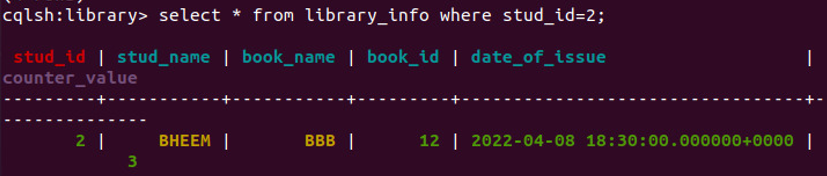 cqlsh:library> select * from library_info where stud_id=2;
stud_id | stud_name | book_name | book_id | date_of_issue |
counter_value
---------+-----------+-----------+---------+---------------------------------+-
--------------
2 | BHEEM | BBB | 12 | 2022-04-08 18:30:00.000000+0000 |
3